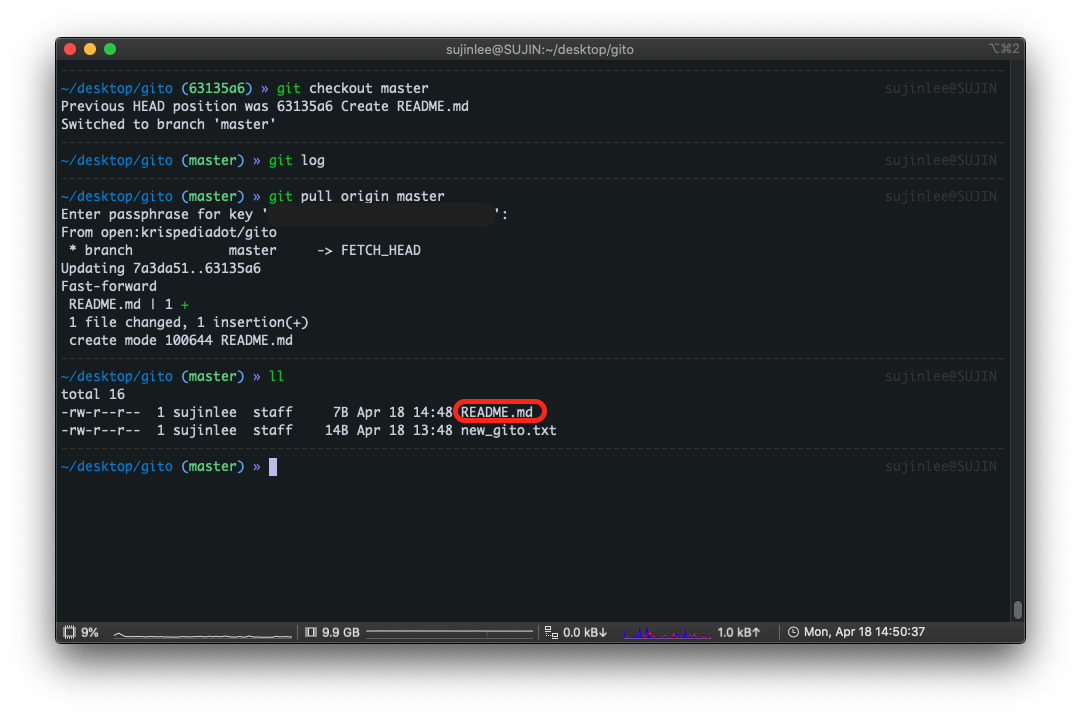 sujinlee@SUJIN:~/desktop/gito ⌥⌘2
~/desktop/gito (63135a6) » git checkout master sujinlee@SUJIN
Previous HEAD position was 63135a6 Create README.md
Switched to branch 'master'
~/desktop/gito (master) » git log sujinlee@SUJIN
~/desktop/gito (master) » git pull origin master sujinlee@SUJIN
Enter passphrase for key ' ':
From open:krispediadot/gito
* branch master -> FETCH_HEAD
Updating 7a3da51..63135a6
Fast-forward
README.md | 1 +
1 file changed, 1 insertion(+)
create mode 100644 README.md
~/desktop/gito (master) » ll sujinlee@SUJIN
total 16
-rw-r--r-- 1 sujinlee staff 7B Apr 18 14:48 README.md
-rw-r--r-- 1 sujinlee staff 14B Apr 18 13:48 new_gito.txt
~/desktop/gito (master) » sujinlee@SUJIN
9% 9.9 GB 0.0 kB↓ 1.0 kB↑ Mon, Apr 18 14:50:37